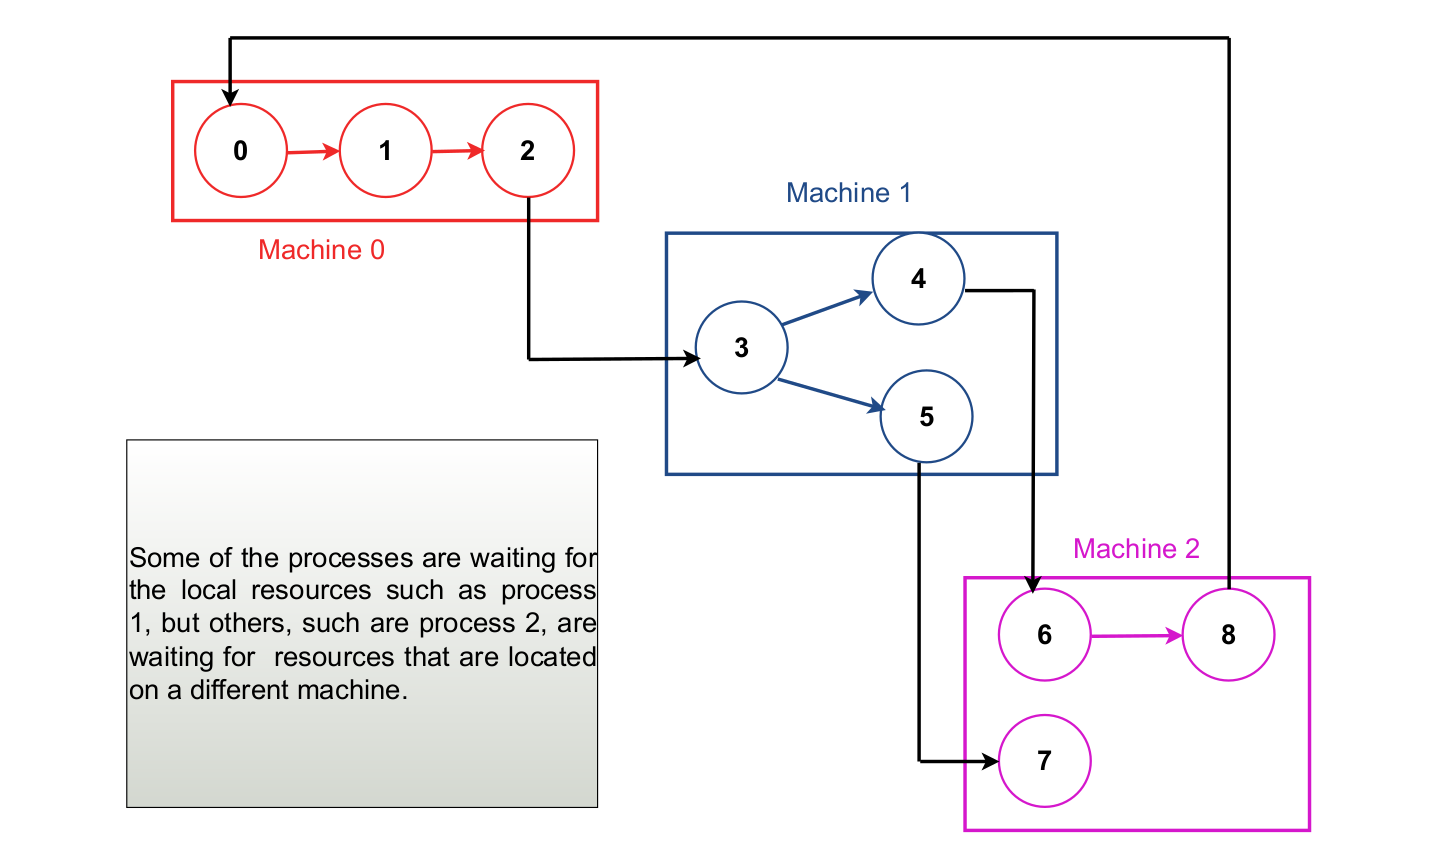 0
1
2
Machine 0
Machine 1
4
3
5
Some of the processes are waiting for
the local resources such as process
1, but others, such are process 2, are
waiting for resources that are located
on a different machine.
Machine 2
6
8
7